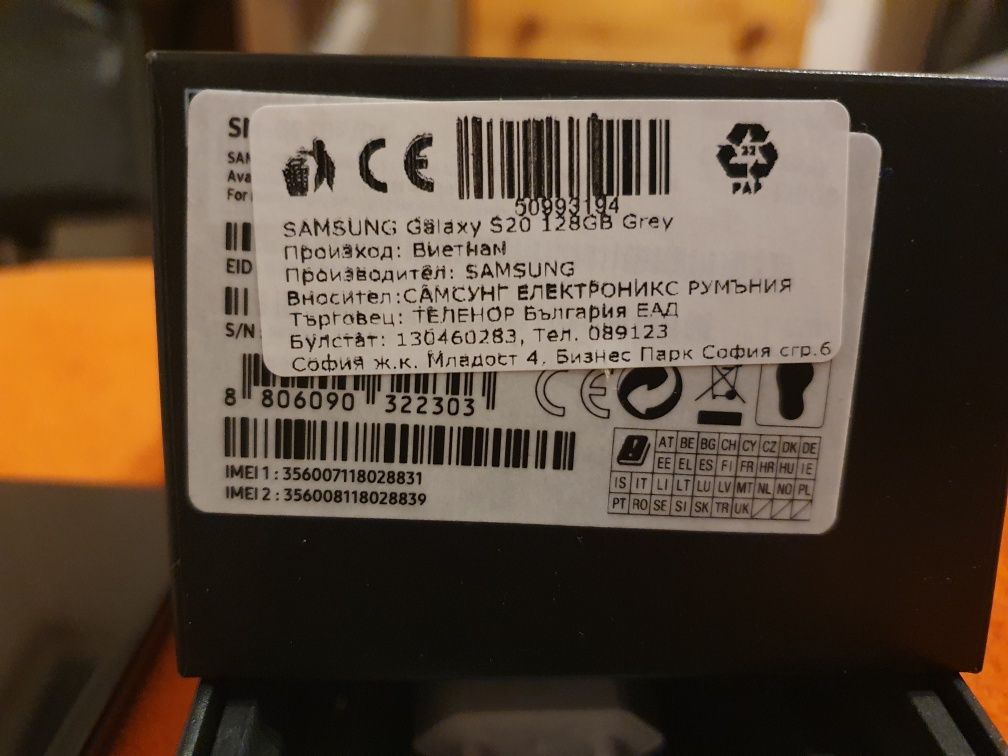 SAMSUNG Galaxy S20 128GB Grey
50993194
22
PAP
Произход: Виетнам
Производител: SAMSUNG
Вносител:САМСУНГ ЕЛЕКТРОНИКС РУМЪНИЯ
Търговец: ТЕЛЕНОР България ЕАД
Булстат: 130460283, Тел. 089123
София ж.к. Младост 4, Бизнес Парк София стр.6
EID
S/N
8 806090 322303
IMEI 1 : 356007118028831
IMEI 2 : 356008118028839
AT BE BG CH CY CZ DK DE
EE EL ES FI FR HR HU IE
IS IT LI LT LU LV MT NL NO PL
PT RO SE SI SK TR UK